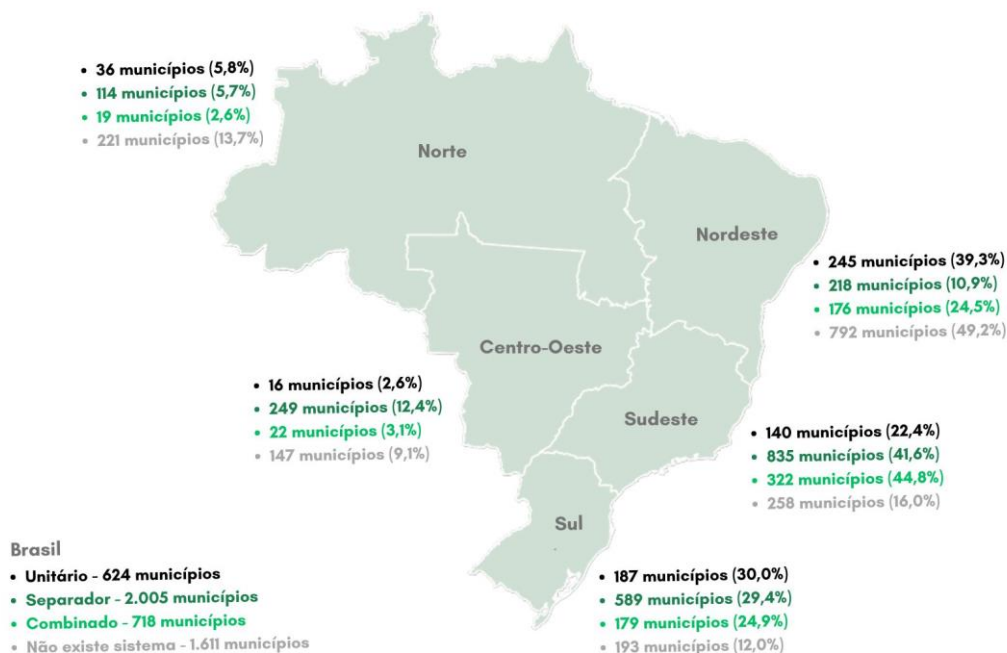 • 36 municípios (5,8%)
• 114 municípios (5,7%)
• 19 municípios (2,6%)
• 221 municípios (13,7%)
Norte
Nordeste
• 245 municípios (39,3%)
• 218 municípios (10,9%)
• 176 municípios (24,5%)
• 792 municípios (49,2%)
Centro-Oeste
• 16 municípios (2,6%)
• 249 municípios (12,4%)
• 22 municípios (3,1%)
• 147 municípios (9,1%)
Sudeste
• 140 municípios (22,4%)
• 835 municípios (41,6%)
• 322 municípios (44,8%)
• 258 municípios (16,0%)
Sul
• 187 municípios (30,0%)
• 589 municípios (29,4%)
• 179 municípios (24,9%)
• 193 municípios (12,0%)
Brasil
• Unitário - 624 municípios
• Separador - 2.005 municípios
• Combinado - 718 municípios
• Não existe sistema - 1.611 municípios